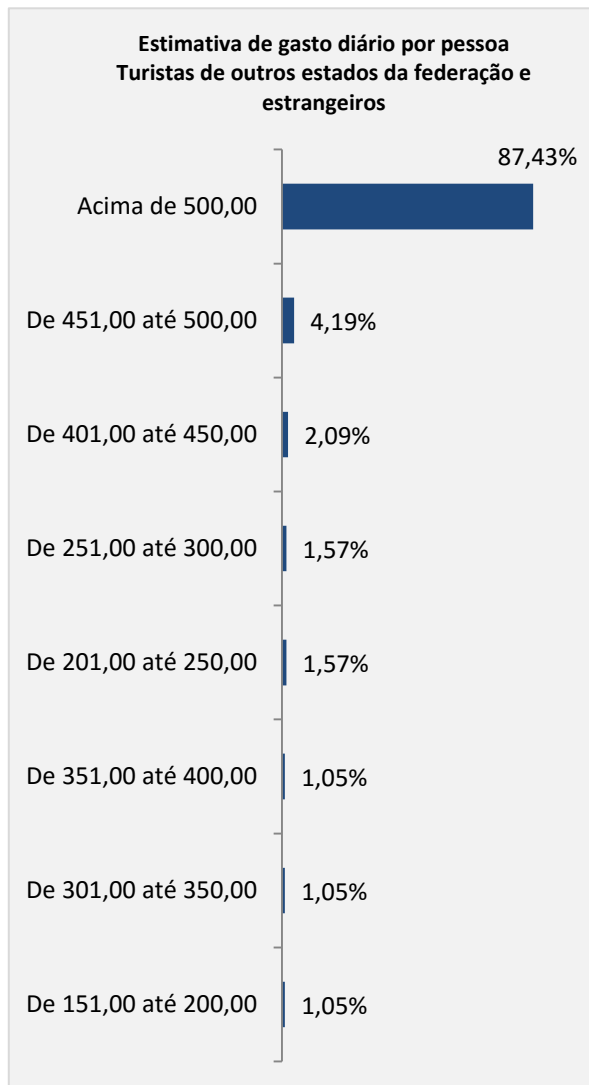 Estimativa de gasto diário por pessoa
Turistas de outros estados da federação e
estrangeiros
87,43%
Acima de 500,00
De 451,00 até 500,00 4,19%
De 401,00 até 450,00 2,09%
De 251,00 até 300,00 1,57%
De 201,00 até 250,00 1,57%
De 351,00 até 400,00 1,05%
De 301,00 até 350,00 1,05%
De 151,00 até 200,00 1,05%